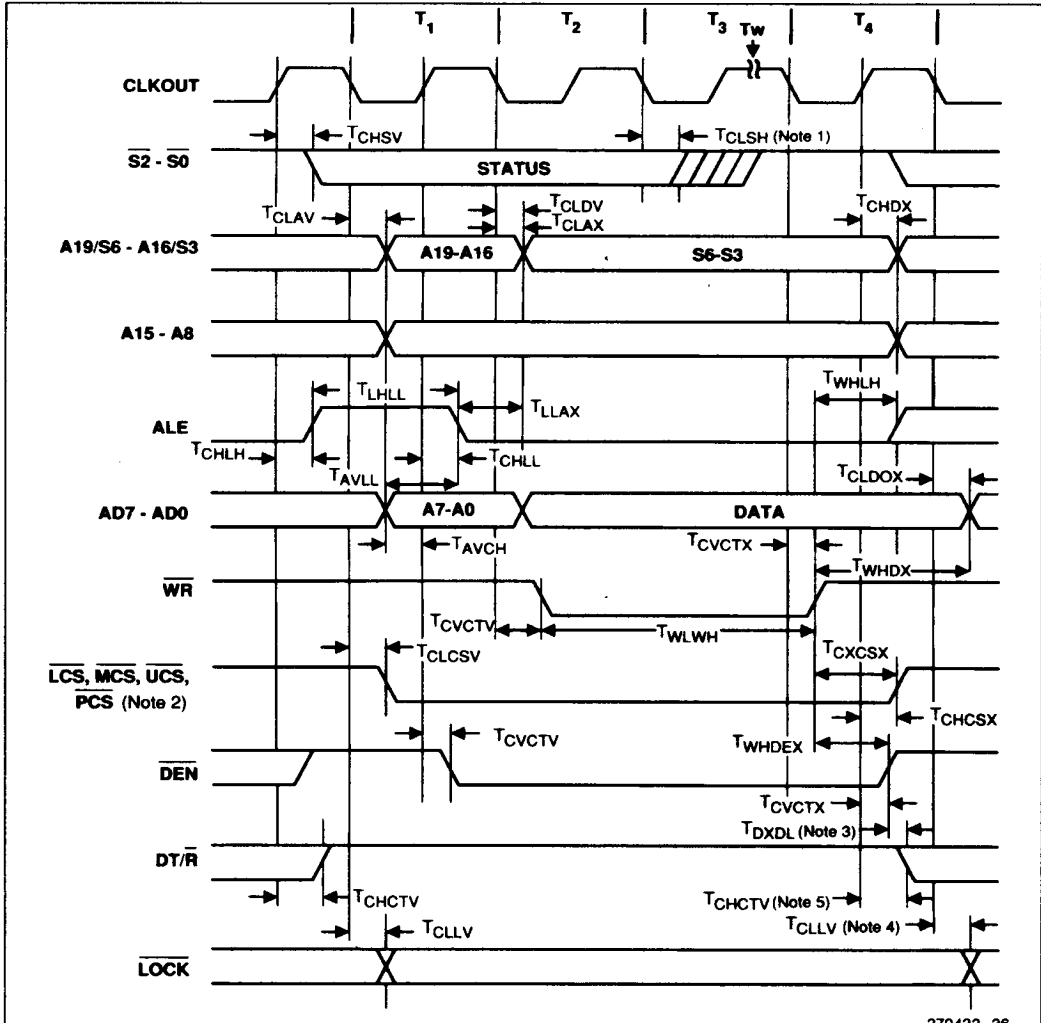 T1 T2 T3 T4
TW
CLKOUT
TCHSV
TCLSH (Note 1)
S2 - S0
STATUS
TCLAV
TCLDV
TCHDX
TCLAX
A19/S6 - A16/S3
A19-A16
S6-S3
A15 - A8
TLHLL
TWHLH
TLLAX
ALE
TCHLH
TCHLL
TAVLL
TCLDOX
AD7 - AD0
A7-A0
DATA
TAVCH
TCVCTX
TWHDX
WR
TCVCTV
TWLWH
TCLCSV
TCXCSX
LCS, MCS, UCS,
PCS (Note 2)
TCHCSX
TCVCTV
TWHDEX
DEN
TCVCTX
TDXDL (Note 3)
DT/R
TCHCTV
TCHCTV (Note 5)
TCLLV
TCLLV (Note 4)
LOCK